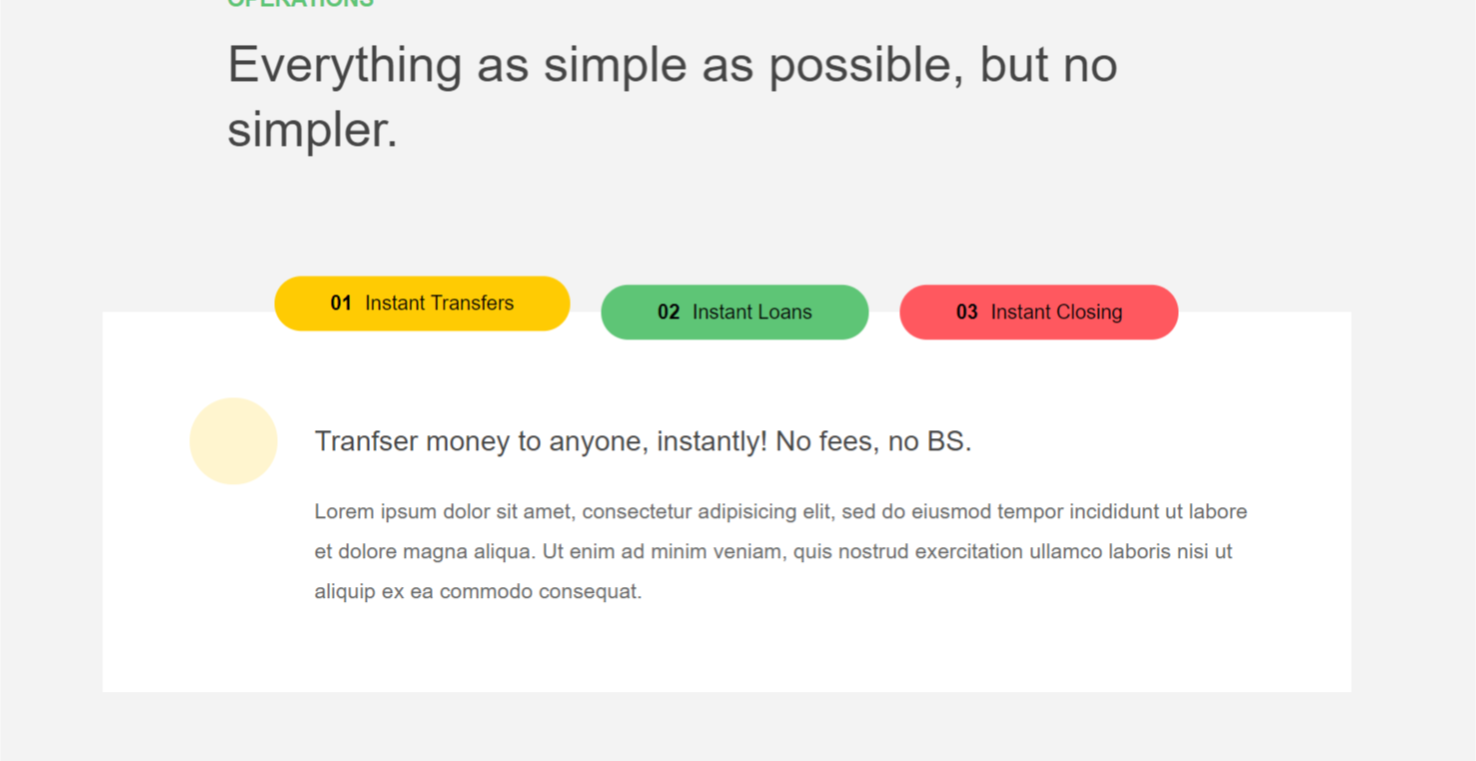 OPERATIONS
Everything as simple as possible, but no
simpler.
01 Instant Transfers
02 Instant Loans
03 Instant Closing
Tranfser money to anyone, instantly! No fees, no BS.
Lorem ipsum dolor sit amet, consectetur adipisicing elit, sed do eiusmod tempor incididunt ut labore
et dolore magna aliqua. Ut enim ad minim veniam, quis nostrud exercitation ullamco laboris nisi ut
aliquip ex ea commodo consequat.